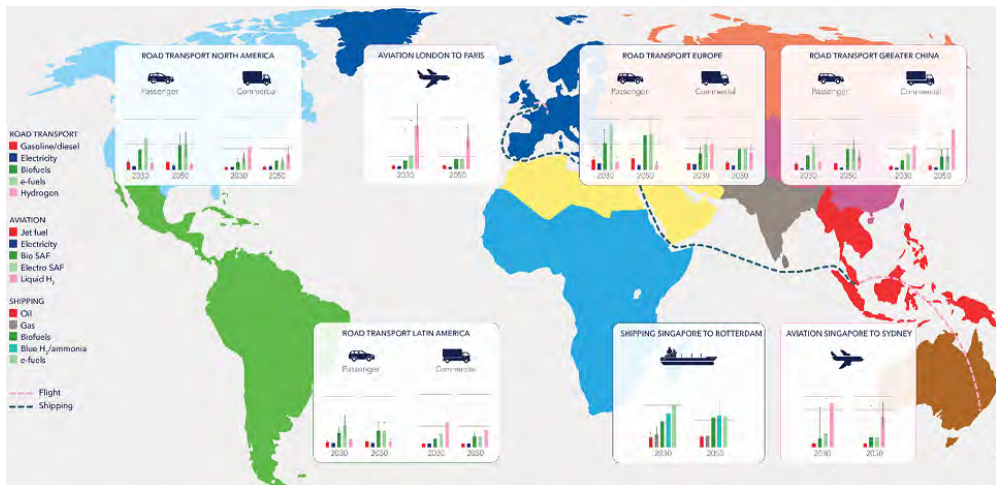 ROAD TRANSPORT NORTH AMERICA
Passenger
Commercial
2030
2050
2030
2050
AVIATION LONDON TO PARIS
2030
2050
ROAD TRANSPORT EUROPE
Passenger
Commercial
2030
2050
2030
2050
ROAD TRANSPORT GREATER CHINA
Passenger
Commercial
2030
2050
2030
2050
ROAD TRANSPORT
Gasoline/diesel
Electricity
Biofuels
e-fuels
Hydrogen
AVIATION
Jet fuel
Electricity
Bio SAF
Electro SAF
Liquid H₂
SHIPPING
Oil
Gas
Biofuels
Blue H₂/ammonia
e-fuels
Flight
Shipping
ROAD TRANSPORT LATIN AMERICA
Passenger
Commercial
2030
2050
2030
2050
SHIPPING SINGAPORE TO ROTTERDAM
2030
2050
AVIATION SINGAPORE TO SYDNEY
2030
2050